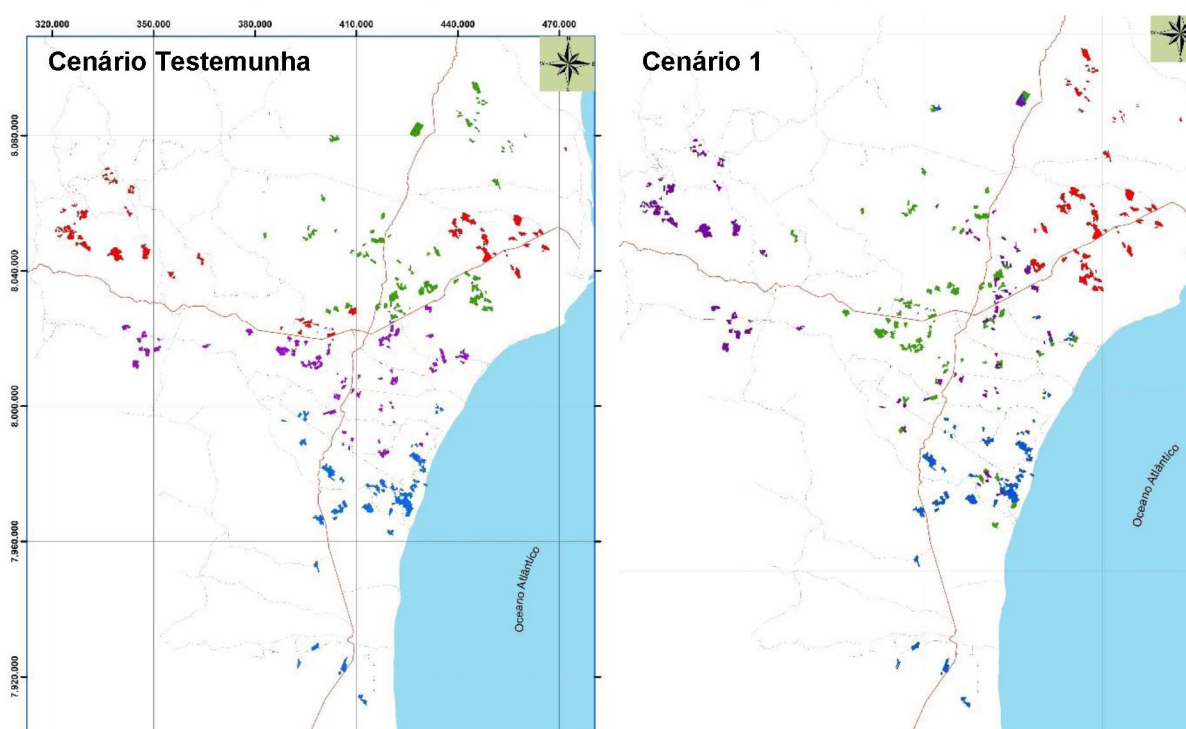 320.000 350.000 380.000 410.000 440.000 470.000
Cenário Testemunha
Cenário 1
8.080.000
8.040.000
8.000.000
7.960.000
7.920.000
Oceano Atlântico
Oceano Atlântico